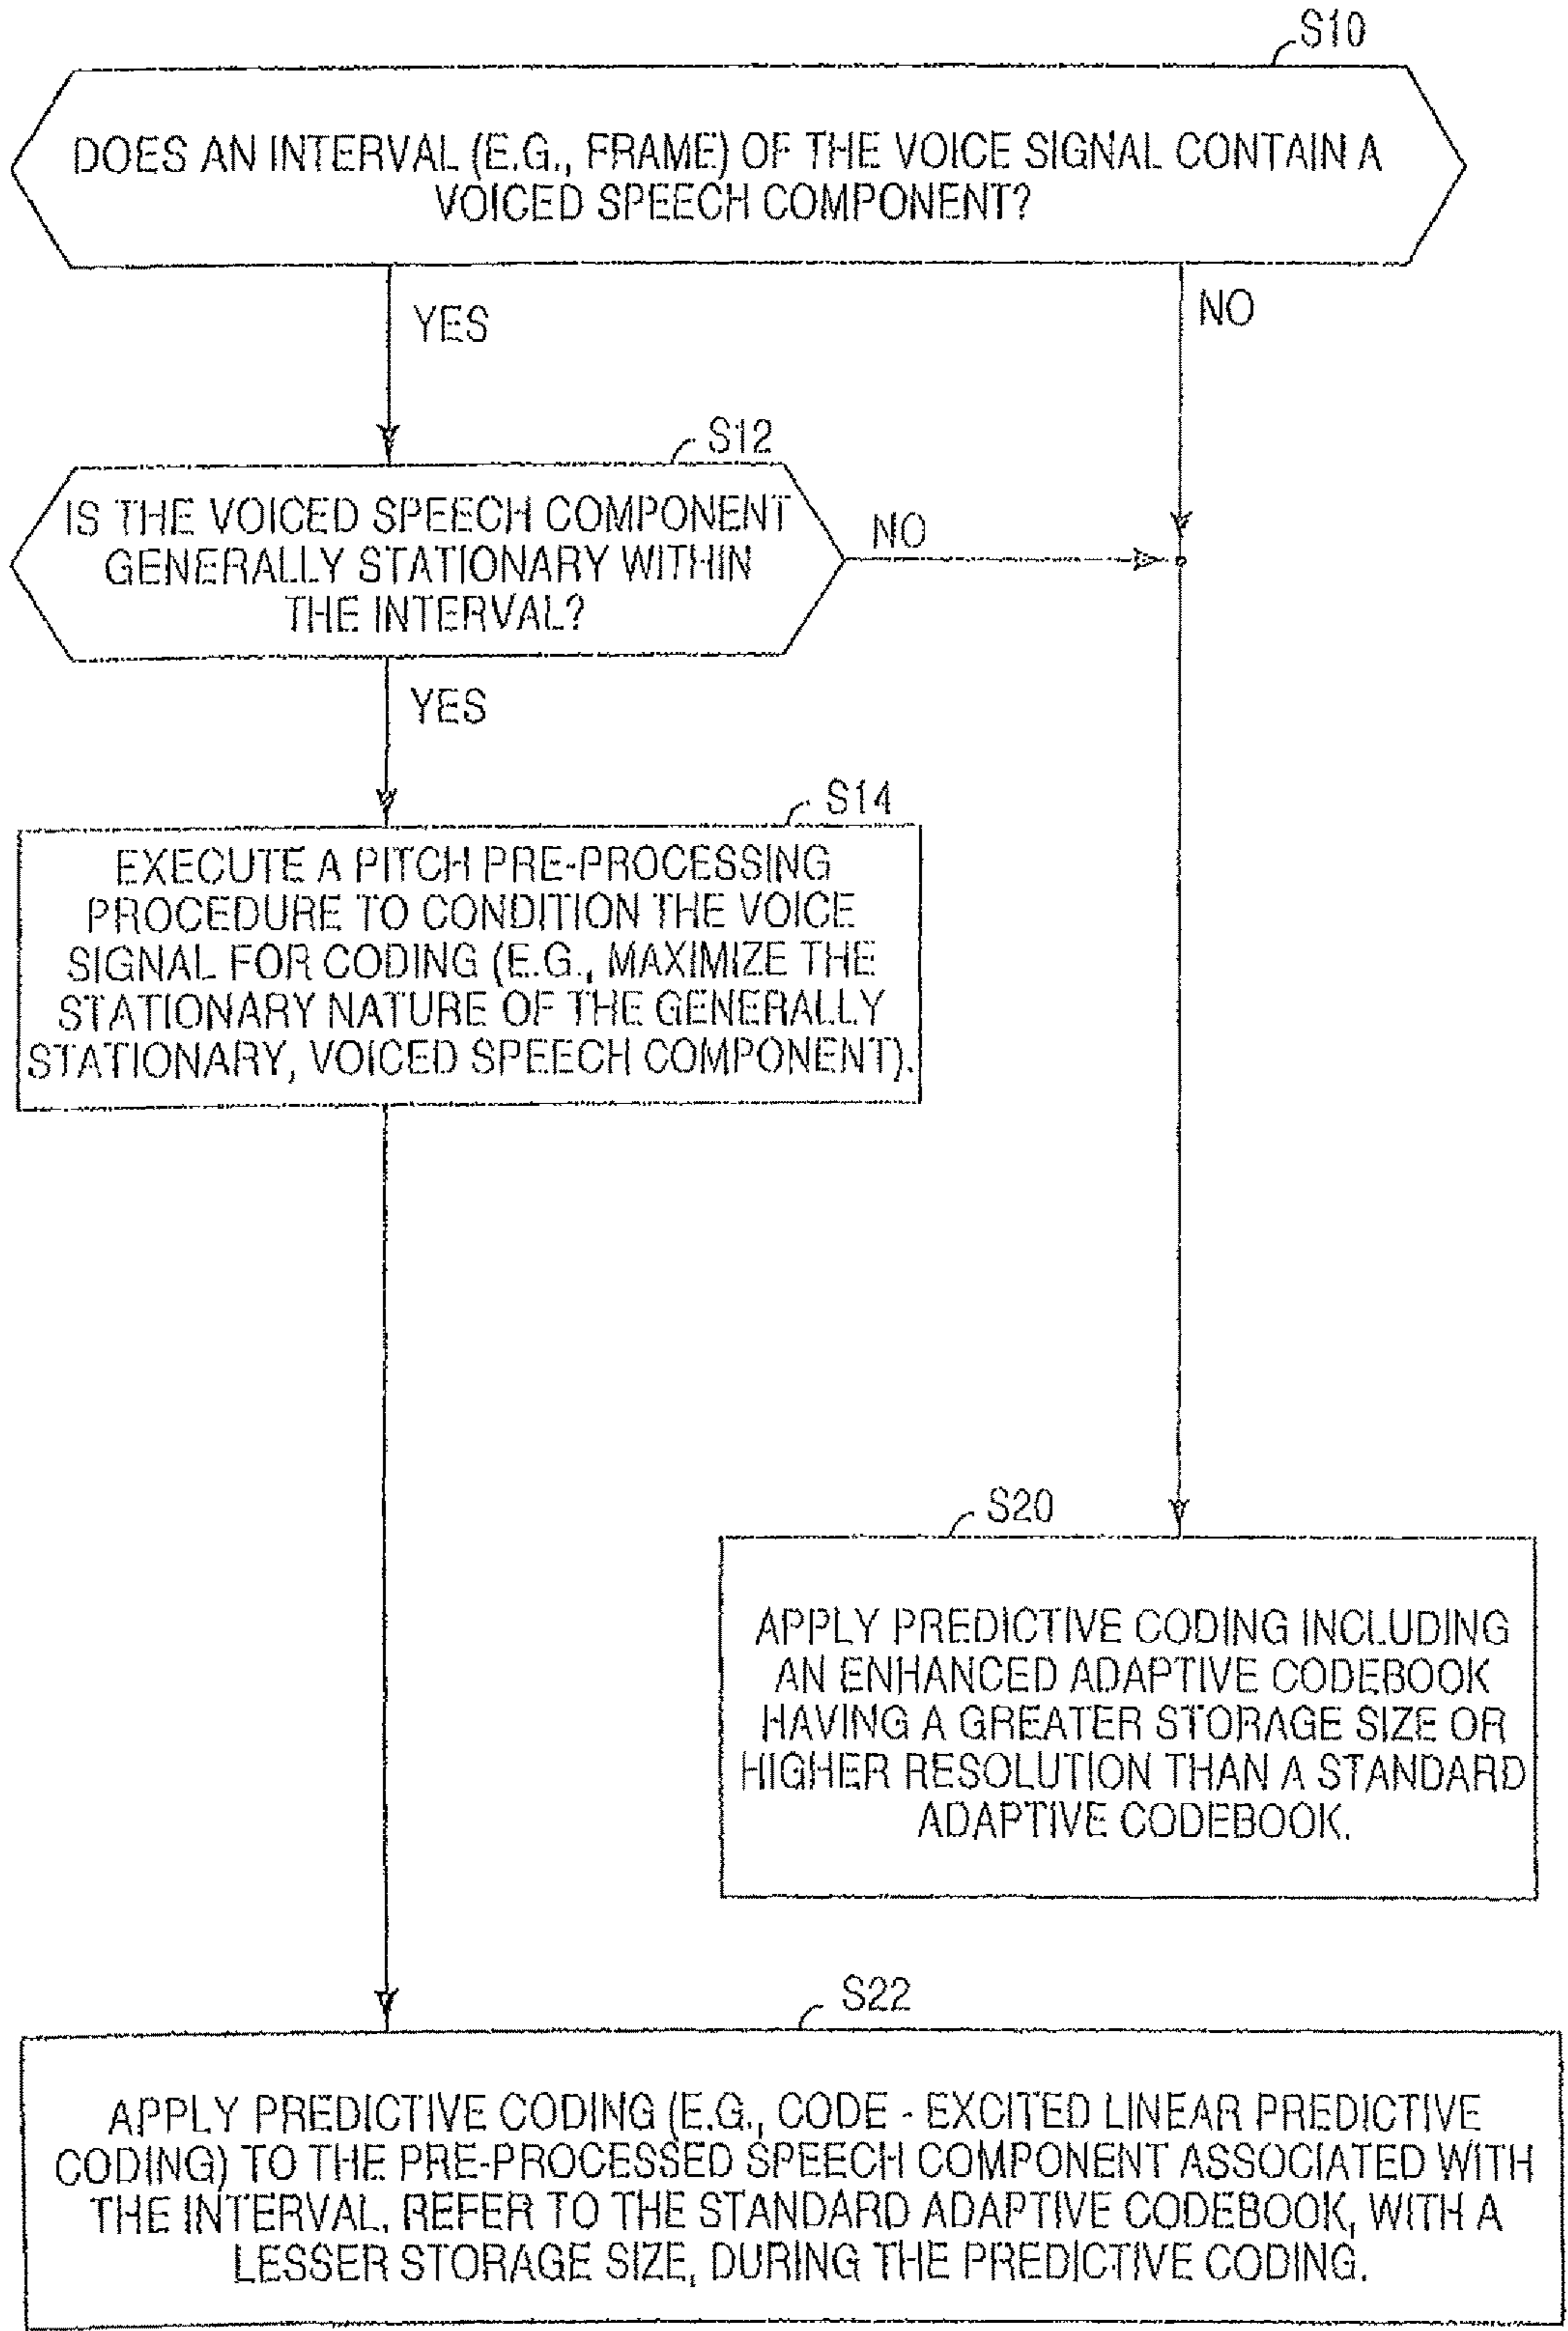 S10
DOES AN INTERVAL (E.G., FRAME) OF THE VOICE SIGNAL CONTAIN A
VOICED SPEECH COMPONENT?
YES
NO
S12
IS THE VOICED SPEECH COMPONENT
GENERALLY STATIONARY WITHIN
THE INTERVAL?
NO
YES
S14
EXECUTE A PITCH PRE-PROCESSING
PROCEDURE TO CONDITION THE VOICE
SIGNAL FOR CODING (E.G., MAXIMIZE THE
STATIONARY NATURE OF THE GENERALLY
STATIONARY, VOICED SPEECH COMPONENT).
S20
APPLY PREDICTIVE CODING INCLUDING
AN ENHANCED ADAPTIVE CODEBOOK
HAVING A GREATER STORAGE SIZE OR
HIGHER RESOLUTION THAN A STANDARD
ADAPTIVE CODEBOOK.
S22
APPLY PREDICTIVE CODING (E.G., CODE - EXCITED LINEAR PREDICTIVE
CODING) TO THE PRE-PROCESSED SPEECH COMPONENT ASSOCIATED WITH
THE INTERVAL. REFER TO THE STANDARD ADAPTIVE CODEBOOK, WITH A
LESSER STORAGE SIZE, DURING THE PREDICTIVE CODING.